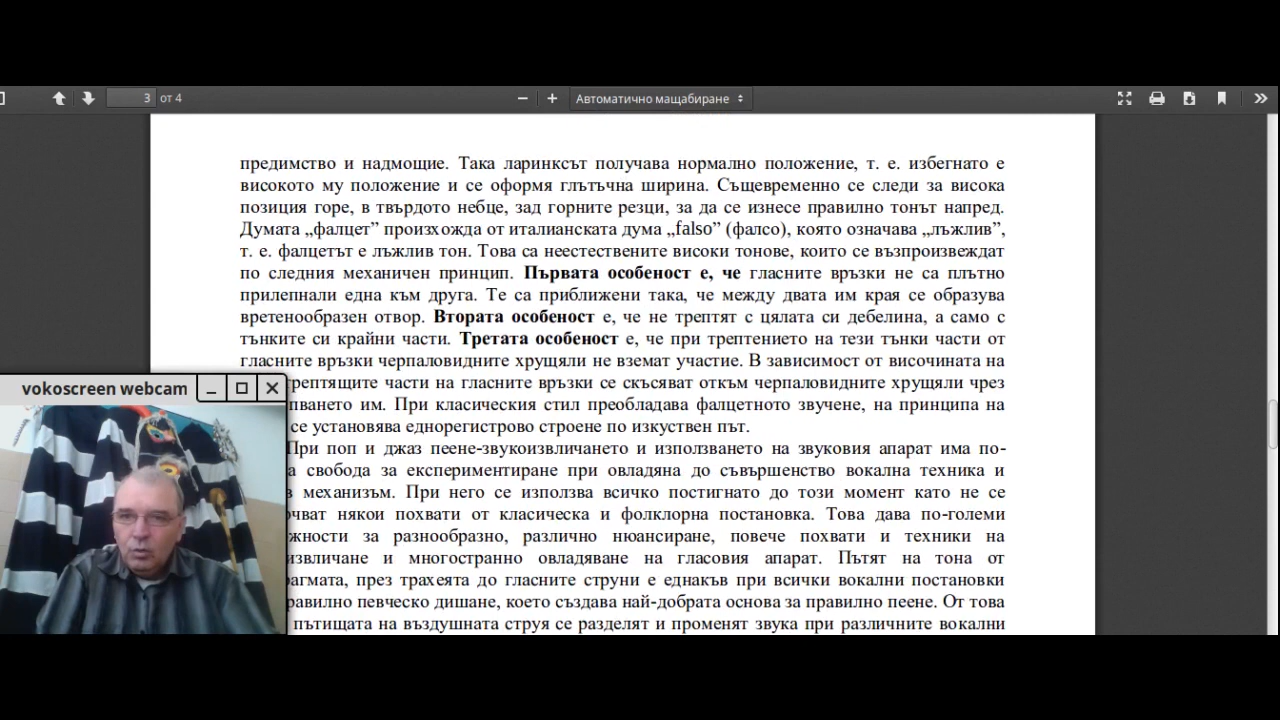 3 от 4
Автоматично мащабиране
предимство и надмощие. Така ларинксът получава нормално положение, т. е. избегнато е
високото му положение и се оформя глътъчна ширина. Същевременно се следи за висока
позиция горе, в твърдото небце, зад горните резци, за да се изнесе правилно тонът напред.
Думата „фалцет” произхожда от италианската дума „falso” (фалсо), която означава „лъжлив”,
т. е. фалцетът е лъжлив тон. Това са неестествените високи тонове, които се възпроизвеждат
по следния механичен принцип. Първата особеност е, че гласните връзки не са плътно
прилепнали една към друга. Те са приближени така, че между двата им края се образува
вретенообразен отвор. Втората особеност е, че не трептят с цялата си дебелина, а само с
тънките си крайни части. Третата особеност е, че при трептението на тези тънки части от
гласните връзки черпаловидните хрущяли не вземат участие. В зависимост от височината на
трептящите части на гласните връзки се скъсяват откъм черпаловидните хрущяли чрез
пването им. При класическия стил преобладава фалцетното звучене, на принципа на
се установява еднорегистрово строене по изкуствен път.
При поп и джаз пеене-звукоизвличането и използването на звуковия апарат има по-
а свобода за експериментиране при овладяна до съвършенство вокална техника и
в механизъм. При него се използва всичко постигнато до този момент като не се
очват някои похвати от класическа и фолклорна постановка. Това дава по-големи
жности за разнообразно, различно нюансиране, повече похвати и техники на
извличане и многостранно овладяване на гласовия апарат. Пътят на тона от
рагмата, през трахеята до гласните струни е еднакъв при всички вокални постановки
равилно певческо дишане, което създава най-добрата основа за правилно пеене. От това
пътищата на въздушната струя се разделят и променят звука при различните вокални
vokoscreen webcam